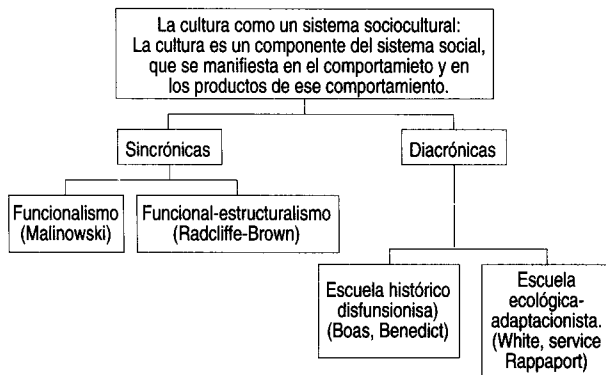 La cultura como un sistema sociocultural:
La cultura es un componente del sistema social,
que se manifiesta en el comportamieto y en
los productos de ese comportamiento.
Sincrónicas
Diacrónicas
Funcionalismo
(Malinowski)
Funcional-estructuralismo
(Radcliffe-Brown)
Escuela histórico
disfunsionisa)
(Boas, Benedict)
Escuela
ecológica-
adaptacionista.
(White, service
Rappaport)